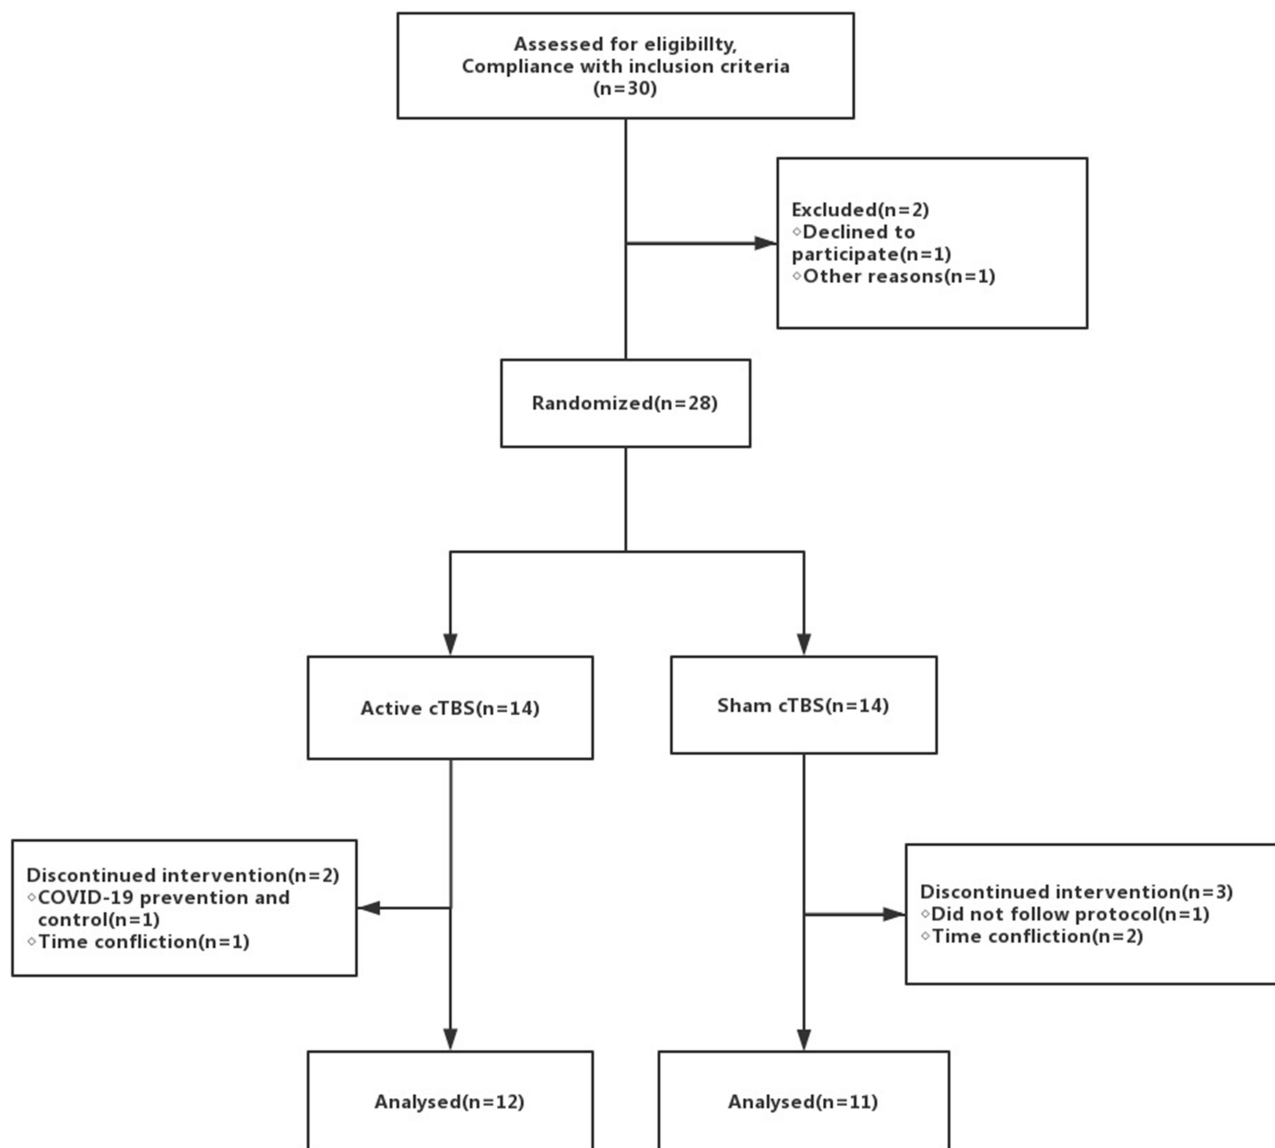 Assessed for eligibillty,
Compliance with inclusion criteria
(n=30)
Excluded(n=2)
◇Declined to
participate(n=1)
◇Other reasons(n=1)
Randomized(n=28)
Active cTBS(n=14)
Sham cTBS(n=14)
Discontinued intervention(n=2)
◇COVID-19 prevention and
control(n=1)
◇Time confliction(n=1)
Discontinued intervention(n=3)
◇Did not follow protocol(n=1)
◇Time confliction(n=2)
Analysed(n=12)
Analysed(n=11)